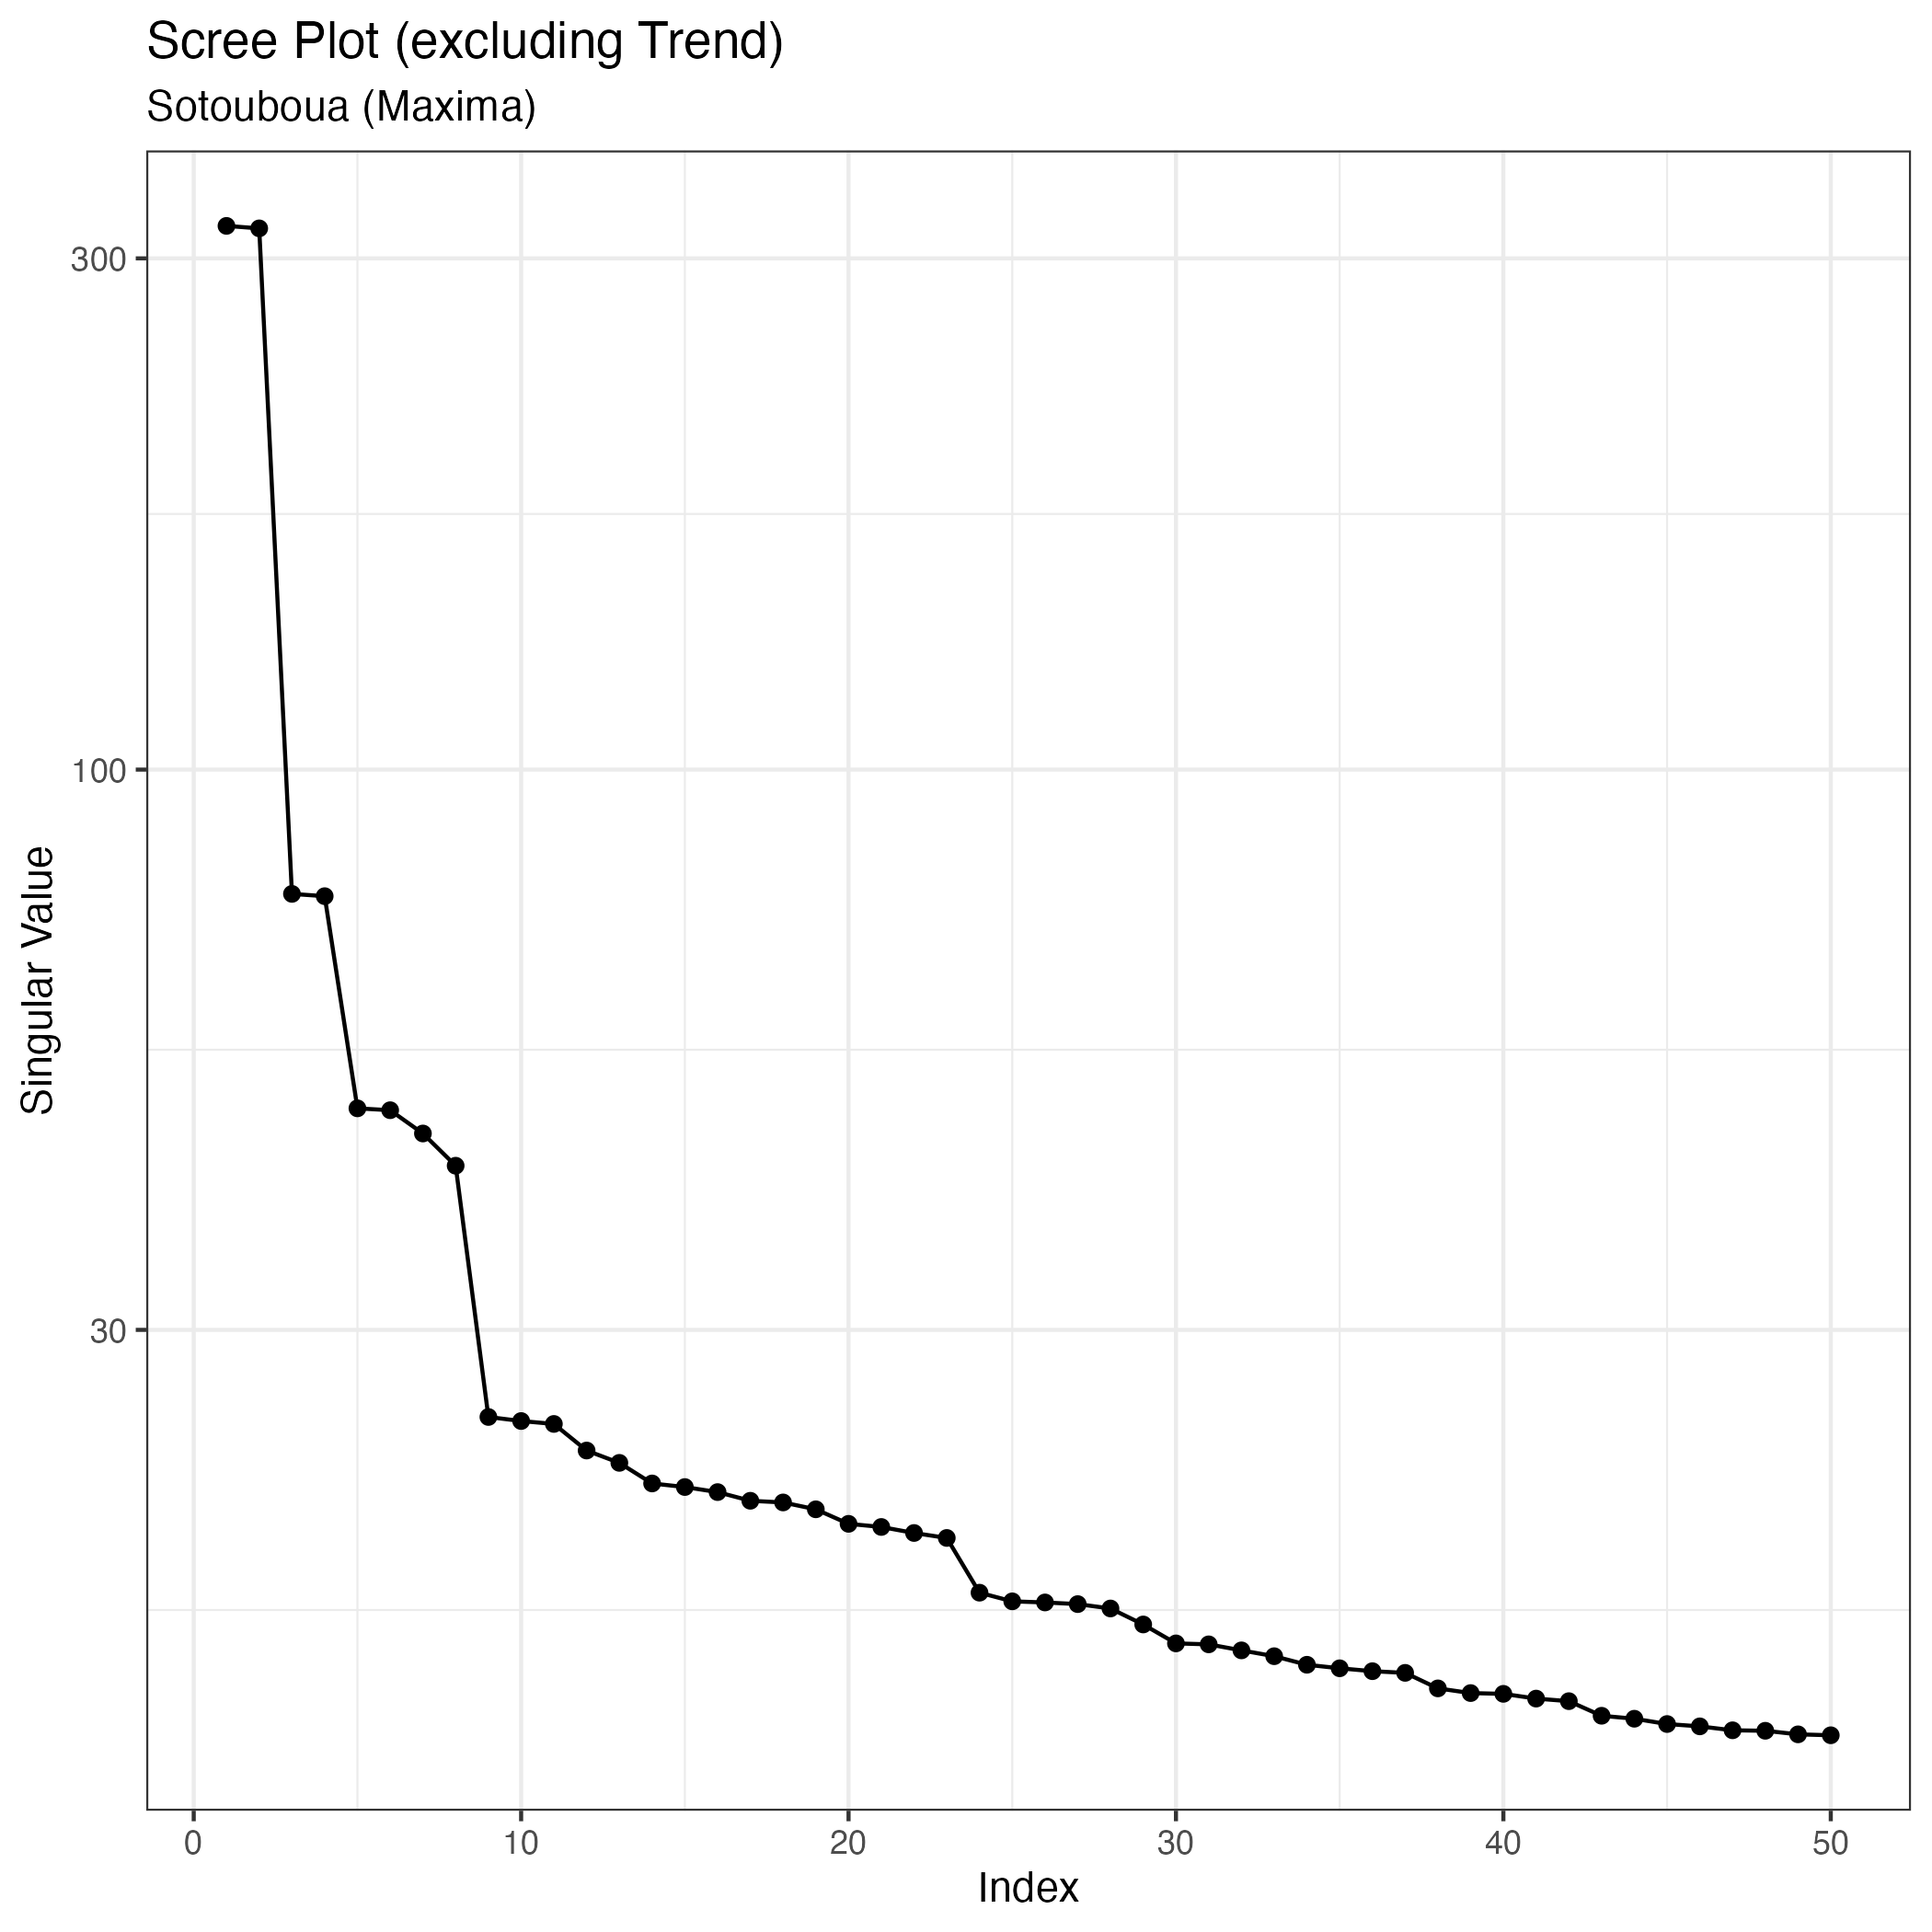 Scree Plot (excluding Trend)
Sotouboua (Maxima)
300
100
30
Singular Value
0 10 20 30 40 50
Index